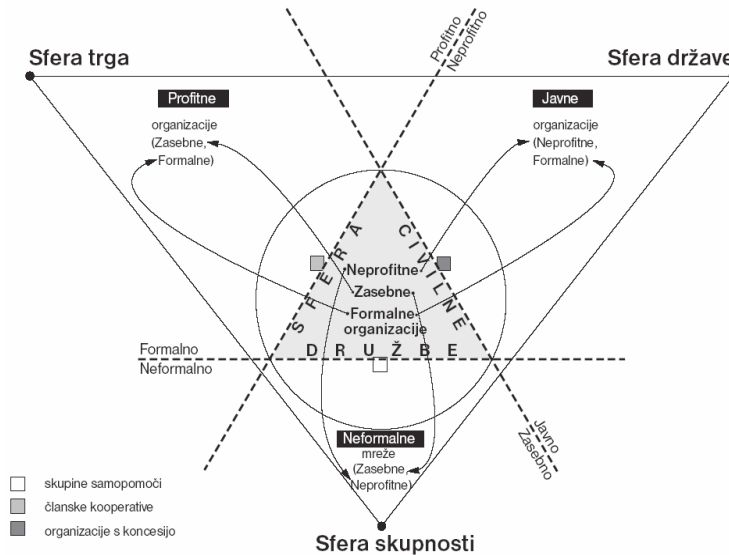 Profitno
Neprofitno
Sfera trga
Sfera države
Profitne
organizacije
(Zasebne,
Formalne)
Javne
organizacije
(Neprofitne,
Formalne)
SFERA
CIVILNE
DRUŽBE
Neprofitne
Zasebne
Formalne
organizacije
Formalno
Neformalno
Javno
Zasebno
Neformalne
mreže
(Zasebne,
Neprofitne)
skupine samopomoči
članske kooperative
organizacije s koncesijo
Sfera skupnosti